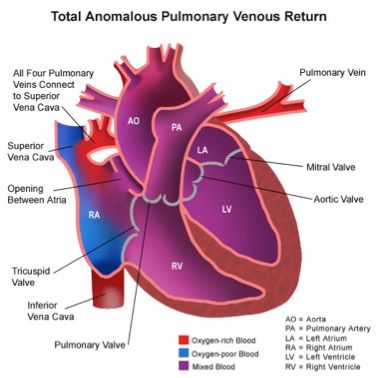 Total Anomalous Pulmonary Venous Return
All Four Pulmonary
Veins Connect
to Superior
Vena Cava
Pulmonary Vein
Superior
Vena Cava
AO
PA
LA
Mitral Valve
Opening
Between Atria
Aortic Valve
RA
LV
RV
Tricuspid
Valve
Inferior
Vena Cava
Pulmonary Valve
Oxygen-rich Blood
Oxygen-poor Blood
Mixed Blood
AO = Aorta
PA = Pulmonary Artery
LA = Left Atrium
RA = Right Atrium
LV = Left Ventricle
RV = Right Ventricle